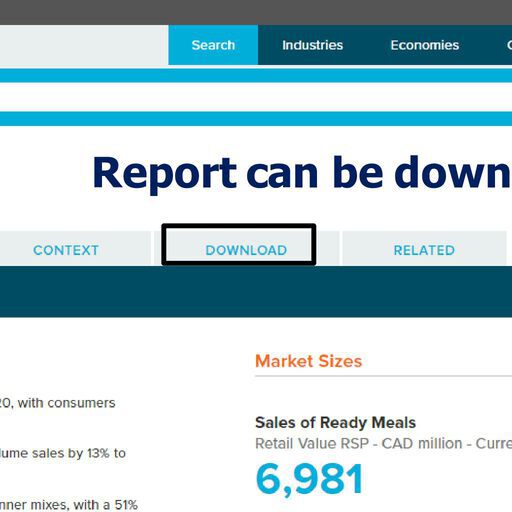 Search Industries Economies
Report can be down
CONTEXT DOWNLOAD RELATED
Market Sizes
20, with consumers
Sales of Ready Meals
Retail Value RSP - CAD million - Curre
lume sales by 13% to
6,981
nner mixes, with a 51%